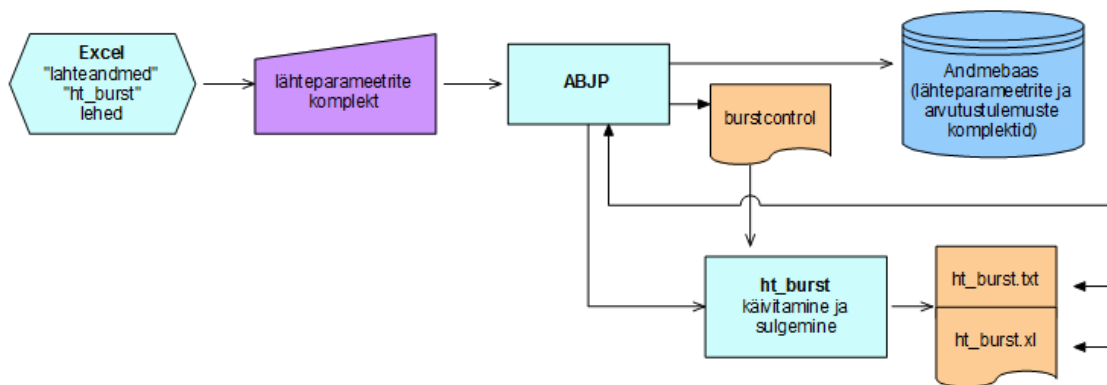 Excel
"lahteandmed"
"ht_burst"
lehed
lähteparameetrite
komplekt
ABJP
burstcontrol
Andmebaas
(lähteparameetrite ja
arvutustulemuste
komplektid)
ht_burst
käivitamine ja
sulgemine
ht_burst.txt
ht_burst.xl